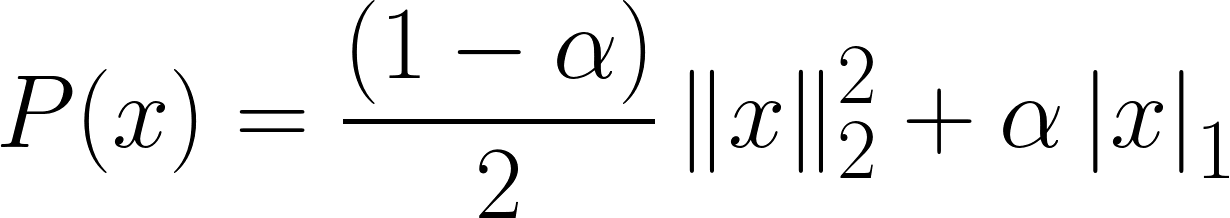 P(x) = \frac{(1 - \alpha)}{2} \|x\|_2^2 + \alpha |x|_1